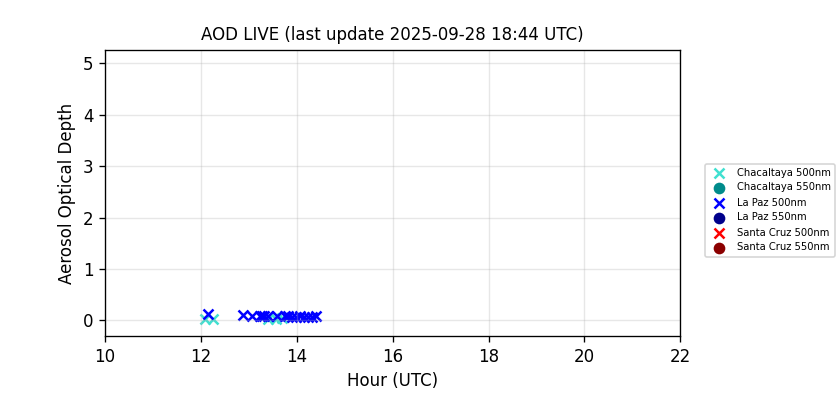 AOD LIVE (last update 2025-09-28 18:44 UTC)
Aerosol Optical Depth
5
4
3
2
1
0
10 12 14 16 18 20 22
Hour (UTC)
Chacaltaya 500nm
Chacaltaya 550nm
La Paz 500nm
La Paz 550nm
Santa Cruz 500nm
Santa Cruz 550nm